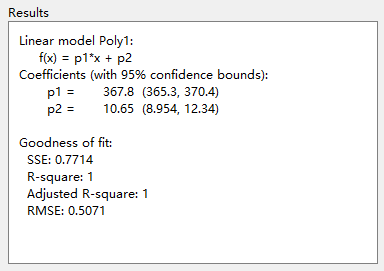 Results
Linear model Poly1:
f(x) = p1*x + p2
Coefficients (with 95% confidence bounds):
p1 = 367.8 (365.3, 370.4)
p2 = 10.65 (8.954, 12.34)
Goodness of fit:
SSE: 0.7714
R-square: 1
Adjusted R-square: 1
RMSE: 0.5071